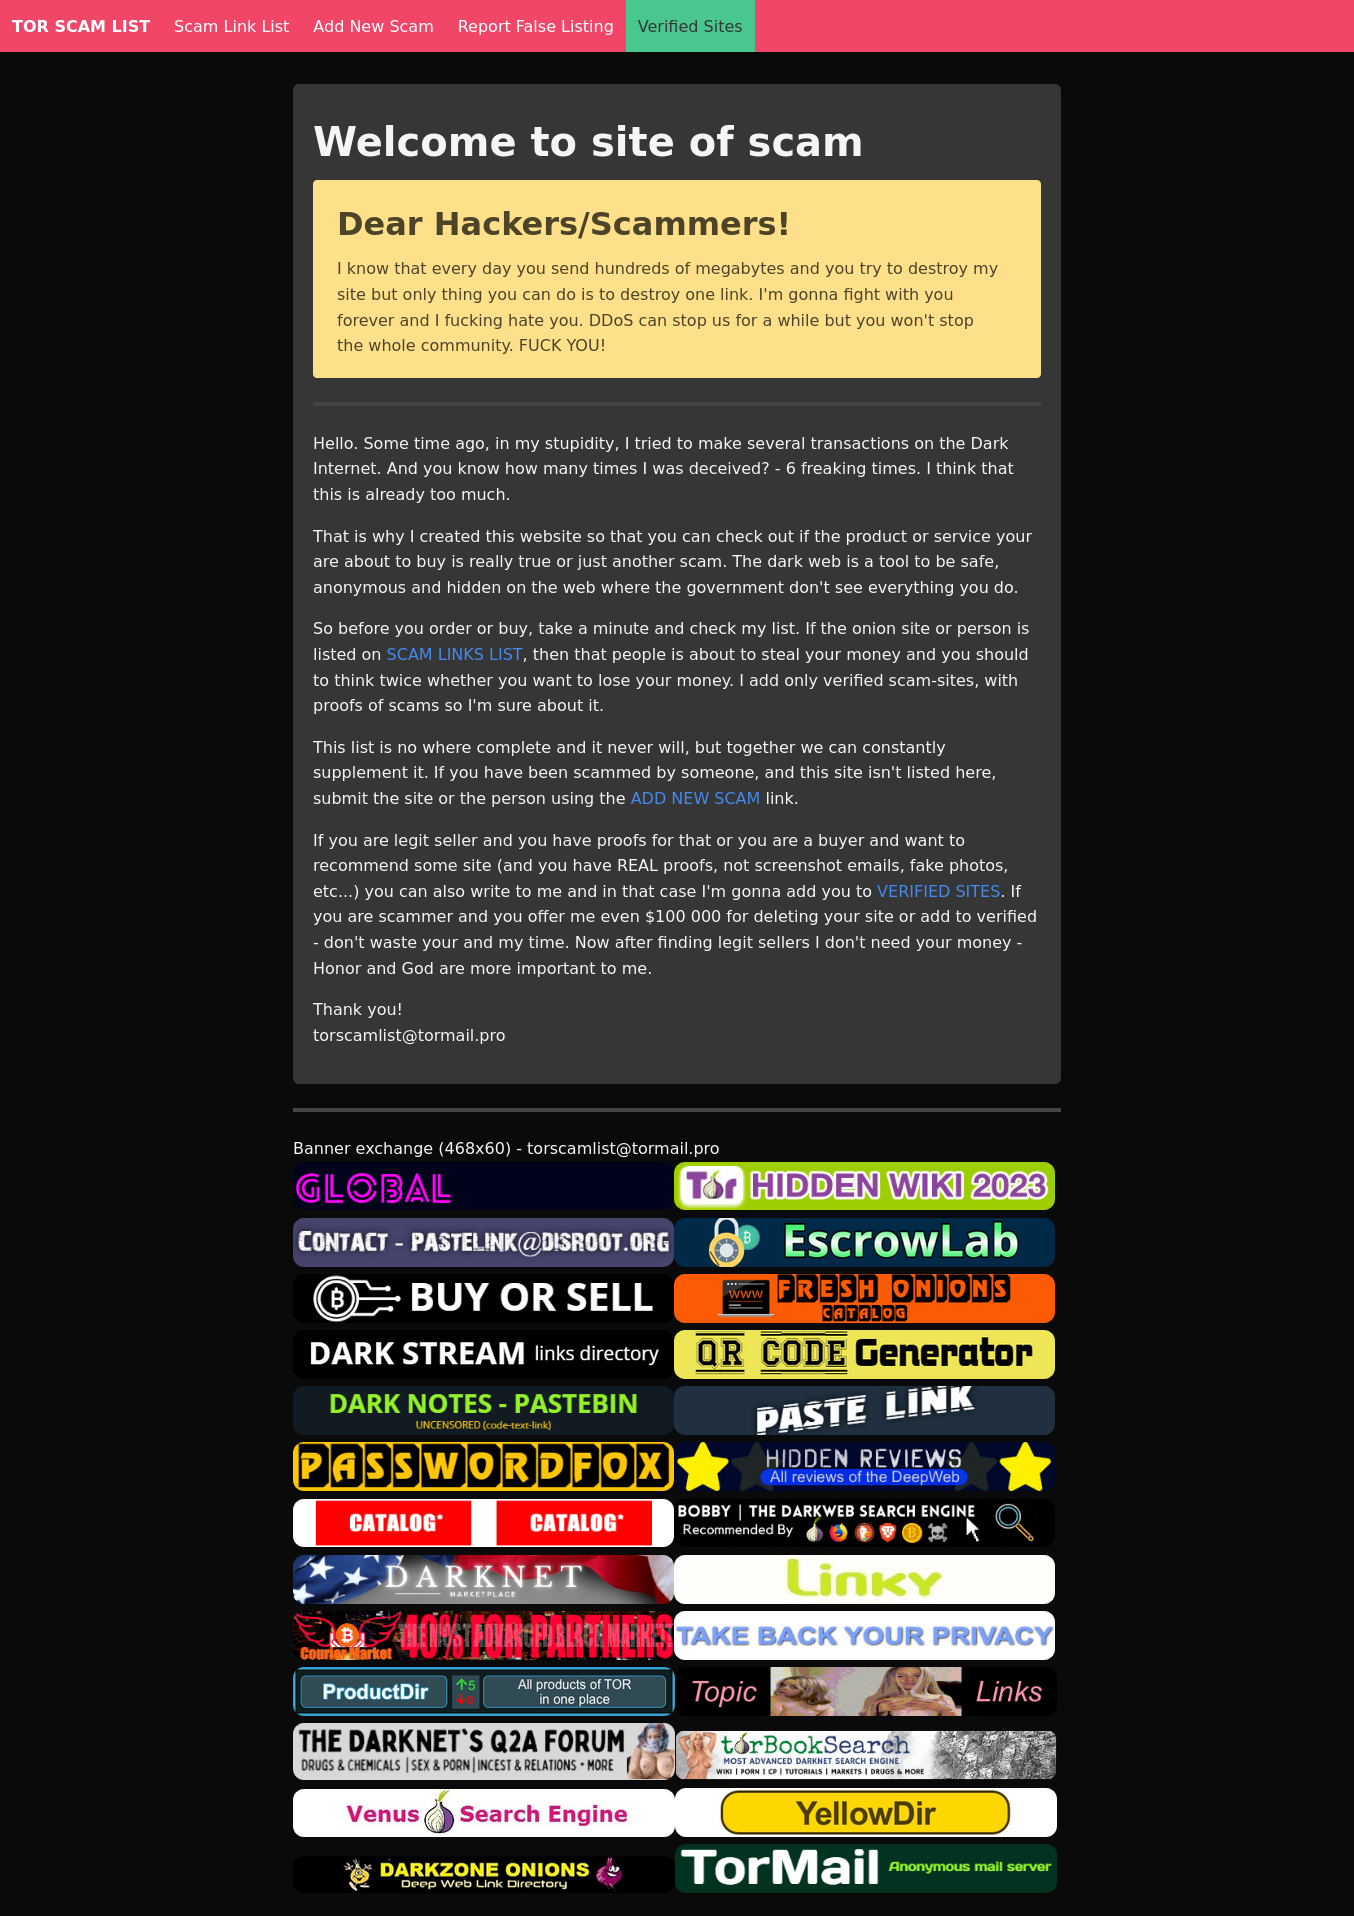 TOR SCAM LIST Scam Link List Add New Scam Report False Listing Verified Sites
Welcome to site of scam
Dear Hackers/Scammers!
I know that every day you send hundreds of megabytes and you try to destroy my
site but only thing you can do is to destroy one link. I'm gonna fight with you
forever and I fucking hate you. DDoS can stop us for a while but you won't stop
the whole community. FUCK YOU!
Hello. Some time ago, in my stupidity, I tried to make several transactions on the Dark
Internet. And you know how many times I was deceived? - 6 freaking times. I think that
this is already too much.
That is why I created this website so that you can check out if the product or service your
are about to buy is really true or just another scam. The dark web is a tool to be safe,
anonymous and hidden on the web where the government don't see everything you do.
So before you order or buy, take a minute and check my list. If the onion site or person is
listed on SCAM LINKS LIST, then that people is about to steal your money and you should
to think twice whether you want to lose your money. I add only verified scam-sites, with
proofs of scams so I'm sure about it.
This list is no where complete and it never will, but together we can constantly
supplement it. If you have been scammed by someone, and this site isn't listed here,
submit the site or the person using the ADD NEW SCAM link.
If you are legit seller and you have proofs for that or you are a buyer and want to
recommend some site (and you have REAL proofs, not screenshot emails, fake photos,
etc...) you can also write to me and in that case I'm gonna add you to VERIFIED SITES. If
you are scammer and you offer me even $100 000 for deleting your site or add to verified
- don't waste your and my time. Now after finding legit sellers I don't need your money -
Honor and God are more important to me.
Thank you!
torscamlist@tormail.pro
Banner exchange (468x60) - torscamlist@tormail.pro
GLOBAL
Tor HIDDEN WIKI 2023
CONTACT - PASTELINK@DISROOT.ORG
EscrowLab
BUY OR SELL
WWW FRESH ONIONS
CATALOG
DARK STREAM links directory
QR CODE Generator
DARK NOTES - PASTEBIN
UNCENSORED (code-text-link)
PASTE LINK
PASSWORDFOX
HIDDEN REVIEWS
All reviews of the DeepWeb
CATALOG* CATALOG*
BOBBY | THE DARKWEB SEARCH ENGINE
Recommended By
DARKNET
MARKETPLACE
Linky
Courier Market 40% FOR PARTNERS
TAKE BACK YOUR PRIVACY
ProductDir 5 0 All products of TOR
in one place
Topic Links
THE DARKNET`S Q2A FORUM
DRUGS & CHEMICALS | SEX & PORN | INCEST & RELATIONS + MORE
torBookSearch
MOST ADVANCED DARKNET SEARCH ENGINE
WIKI | PORN | CP | TUTORIALS | MARKETS | DRUGS & MORE
Venus Search Engine
YellowDir
DARKZONE ONIONS
Deep Web Link Directory
TorMail Anonymous mail server